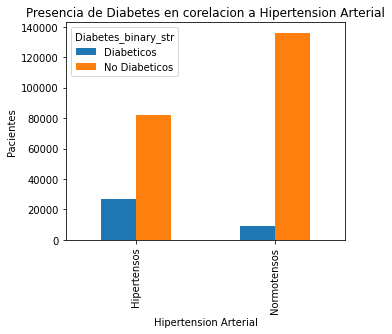 Presencia de Diabetes en corelacion a Hipertension Arterial
Diabetes_binary_str
Diabeticos
No Diabeticos
140000
120000
100000
80000
60000
40000
20000
0
Pacientes
Hipertensos
Normotensos
Hipertension Arterial